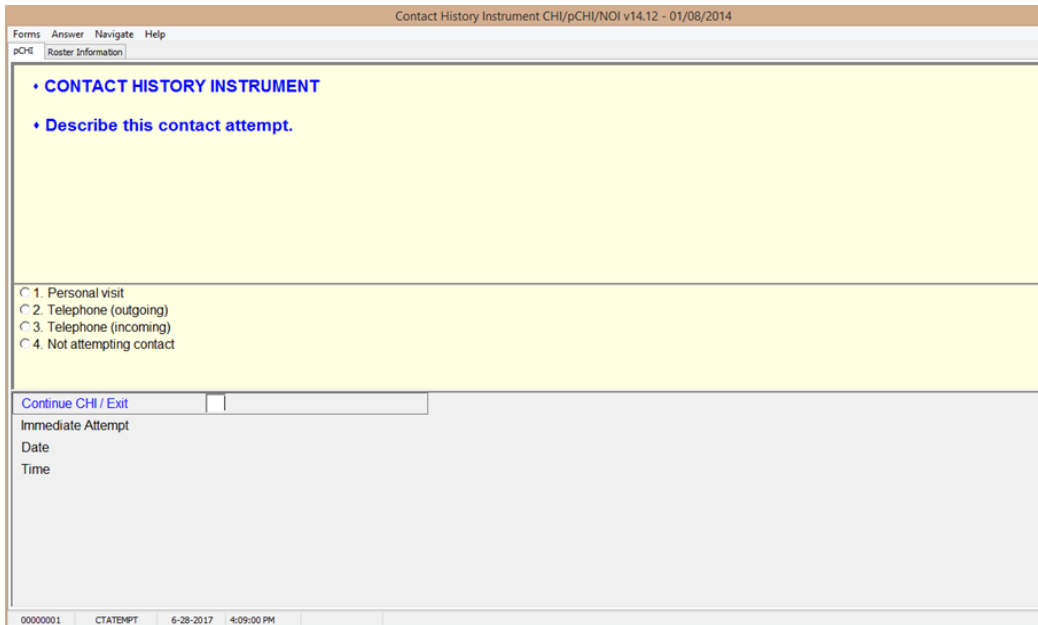 Contact History Instrument CHI/pCHI/NOI v14.12 - 01/08/2014
Forms Answer Navigate Help
pCHI Roster Information
CONTACT HISTORY INSTRUMENT
Describe this contact attempt.
1. Personal visit
2. Telephone (outgoing)
3. Telephone (incoming)
4. Not attempting contact
Continue CHI / Exit
Immediate Attempt
Date
Time
00000001 CTATEMPT 6-28-2017 4:09:00 PM